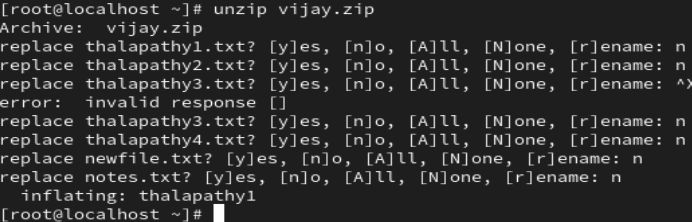 [root@localhost ~]# unzip vijay.zip
Archive:  vijay.zip
replace thalapathy1.txt? [y]es, [n]o, [A]ll, [N]one, [r]ename: n
replace thalapathy2.txt? [y]es, [n]o, [A]ll, [N]one, [r]ename: n
replace thalapathy3.txt? [y]es, [n]o, [A]ll, [N]one, [r]ename: ^X
error:  invalid response []
replace thalapathy3.txt? [y]es, [n]o, [A]ll, [N]one, [r]ename: n
replace thalapathy4.txt? [y]es, [n]o, [A]ll, [N]one, [r]ename: n
replace newfile.txt? [y]es, [n]o, [A]ll, [N]one, [r]ename: n
replace notes.txt? [y]es, [n]o, [A]ll, [N]one, [r]ename: n
  inflating: thalapathy1
[root@localhost ~]#